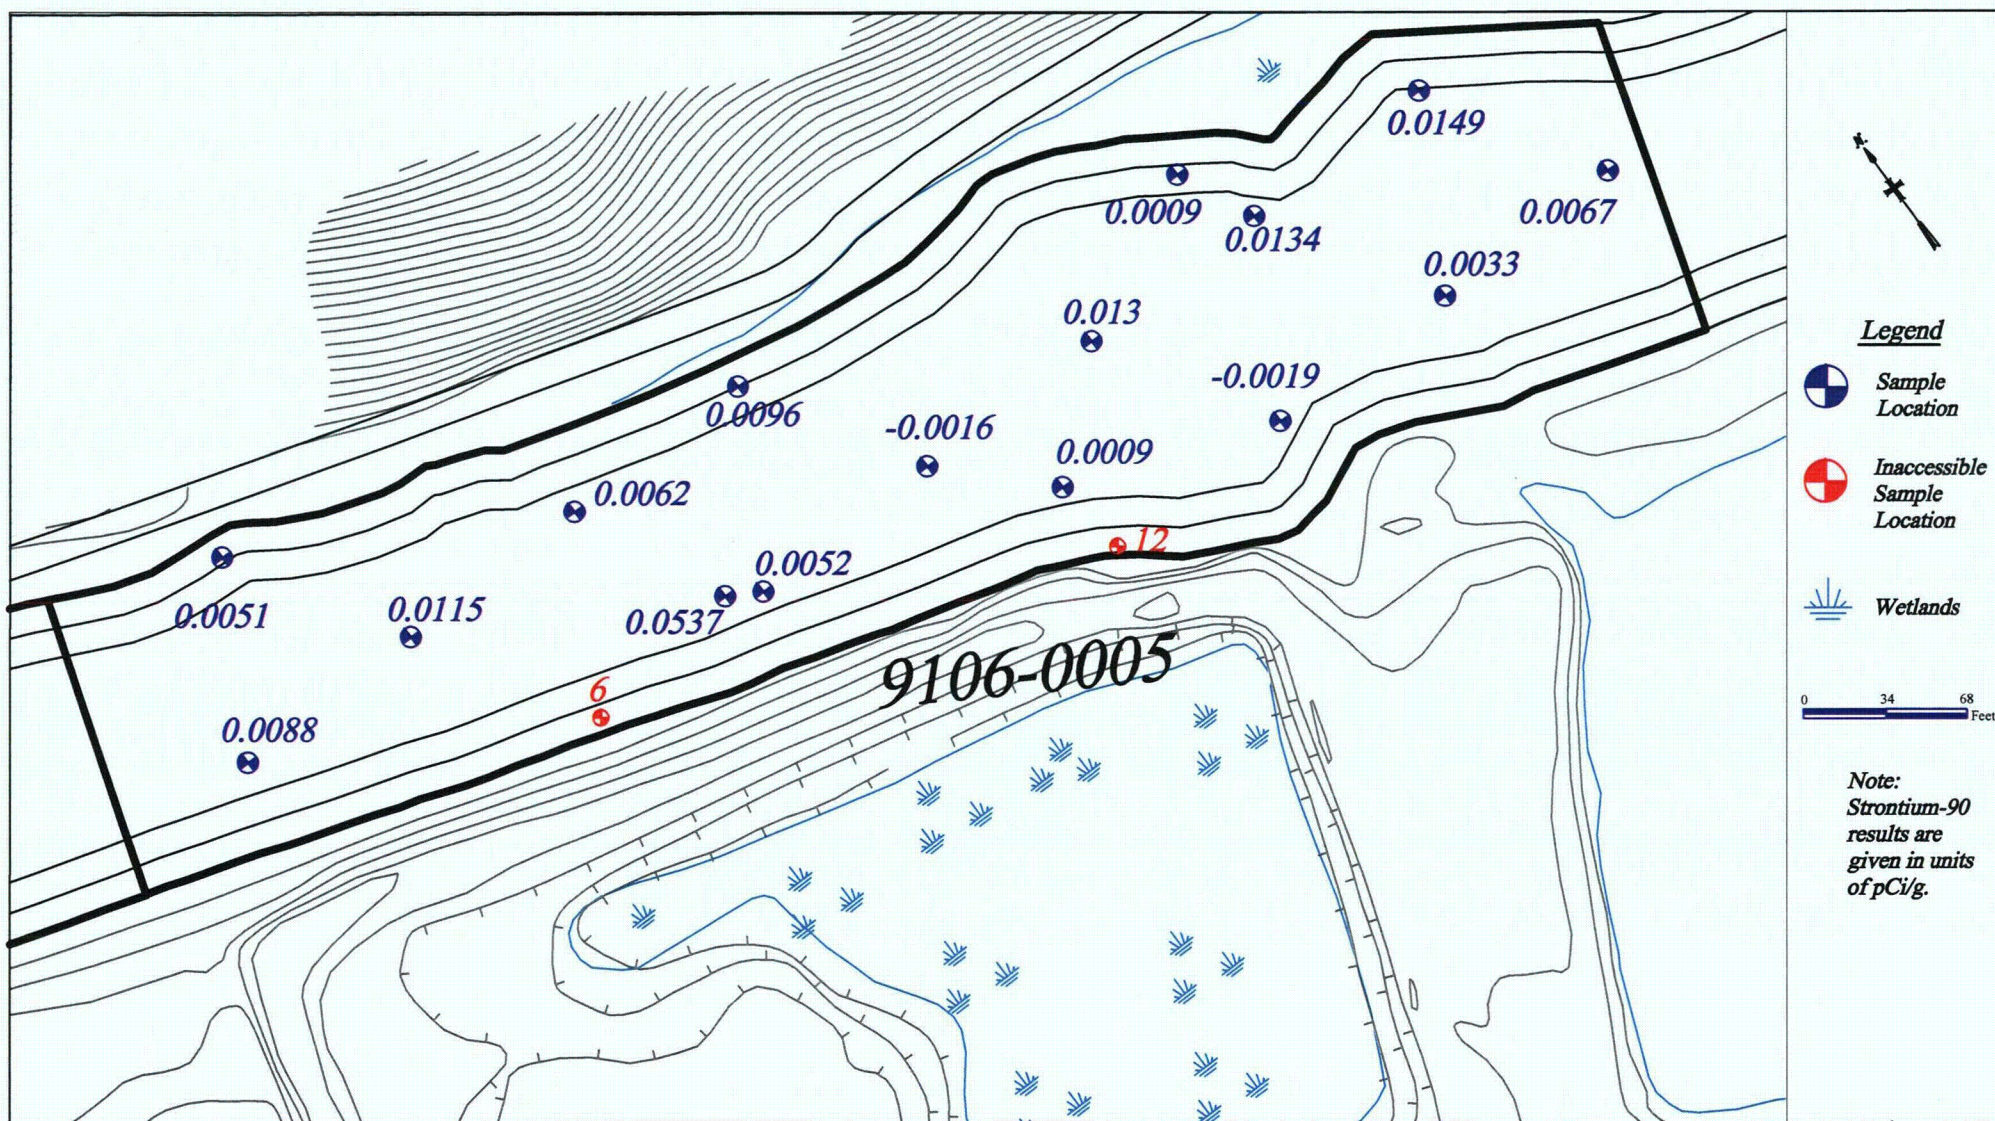 0.0149
0.0009
0.0067
0.0134
0.0033
0.013
-0.0019
0.0096
-0.0016
0.0009
0.0062
12
0.0052
0.0051
0.0115
0.0537
9106-0005
6
0.0088
N
Legend
Sample
Location
Inaccessible
Sample
Location
Wetlands
0 34 68
Feet
Note:
Strontium-90
results are
given in units
of pCi/g.